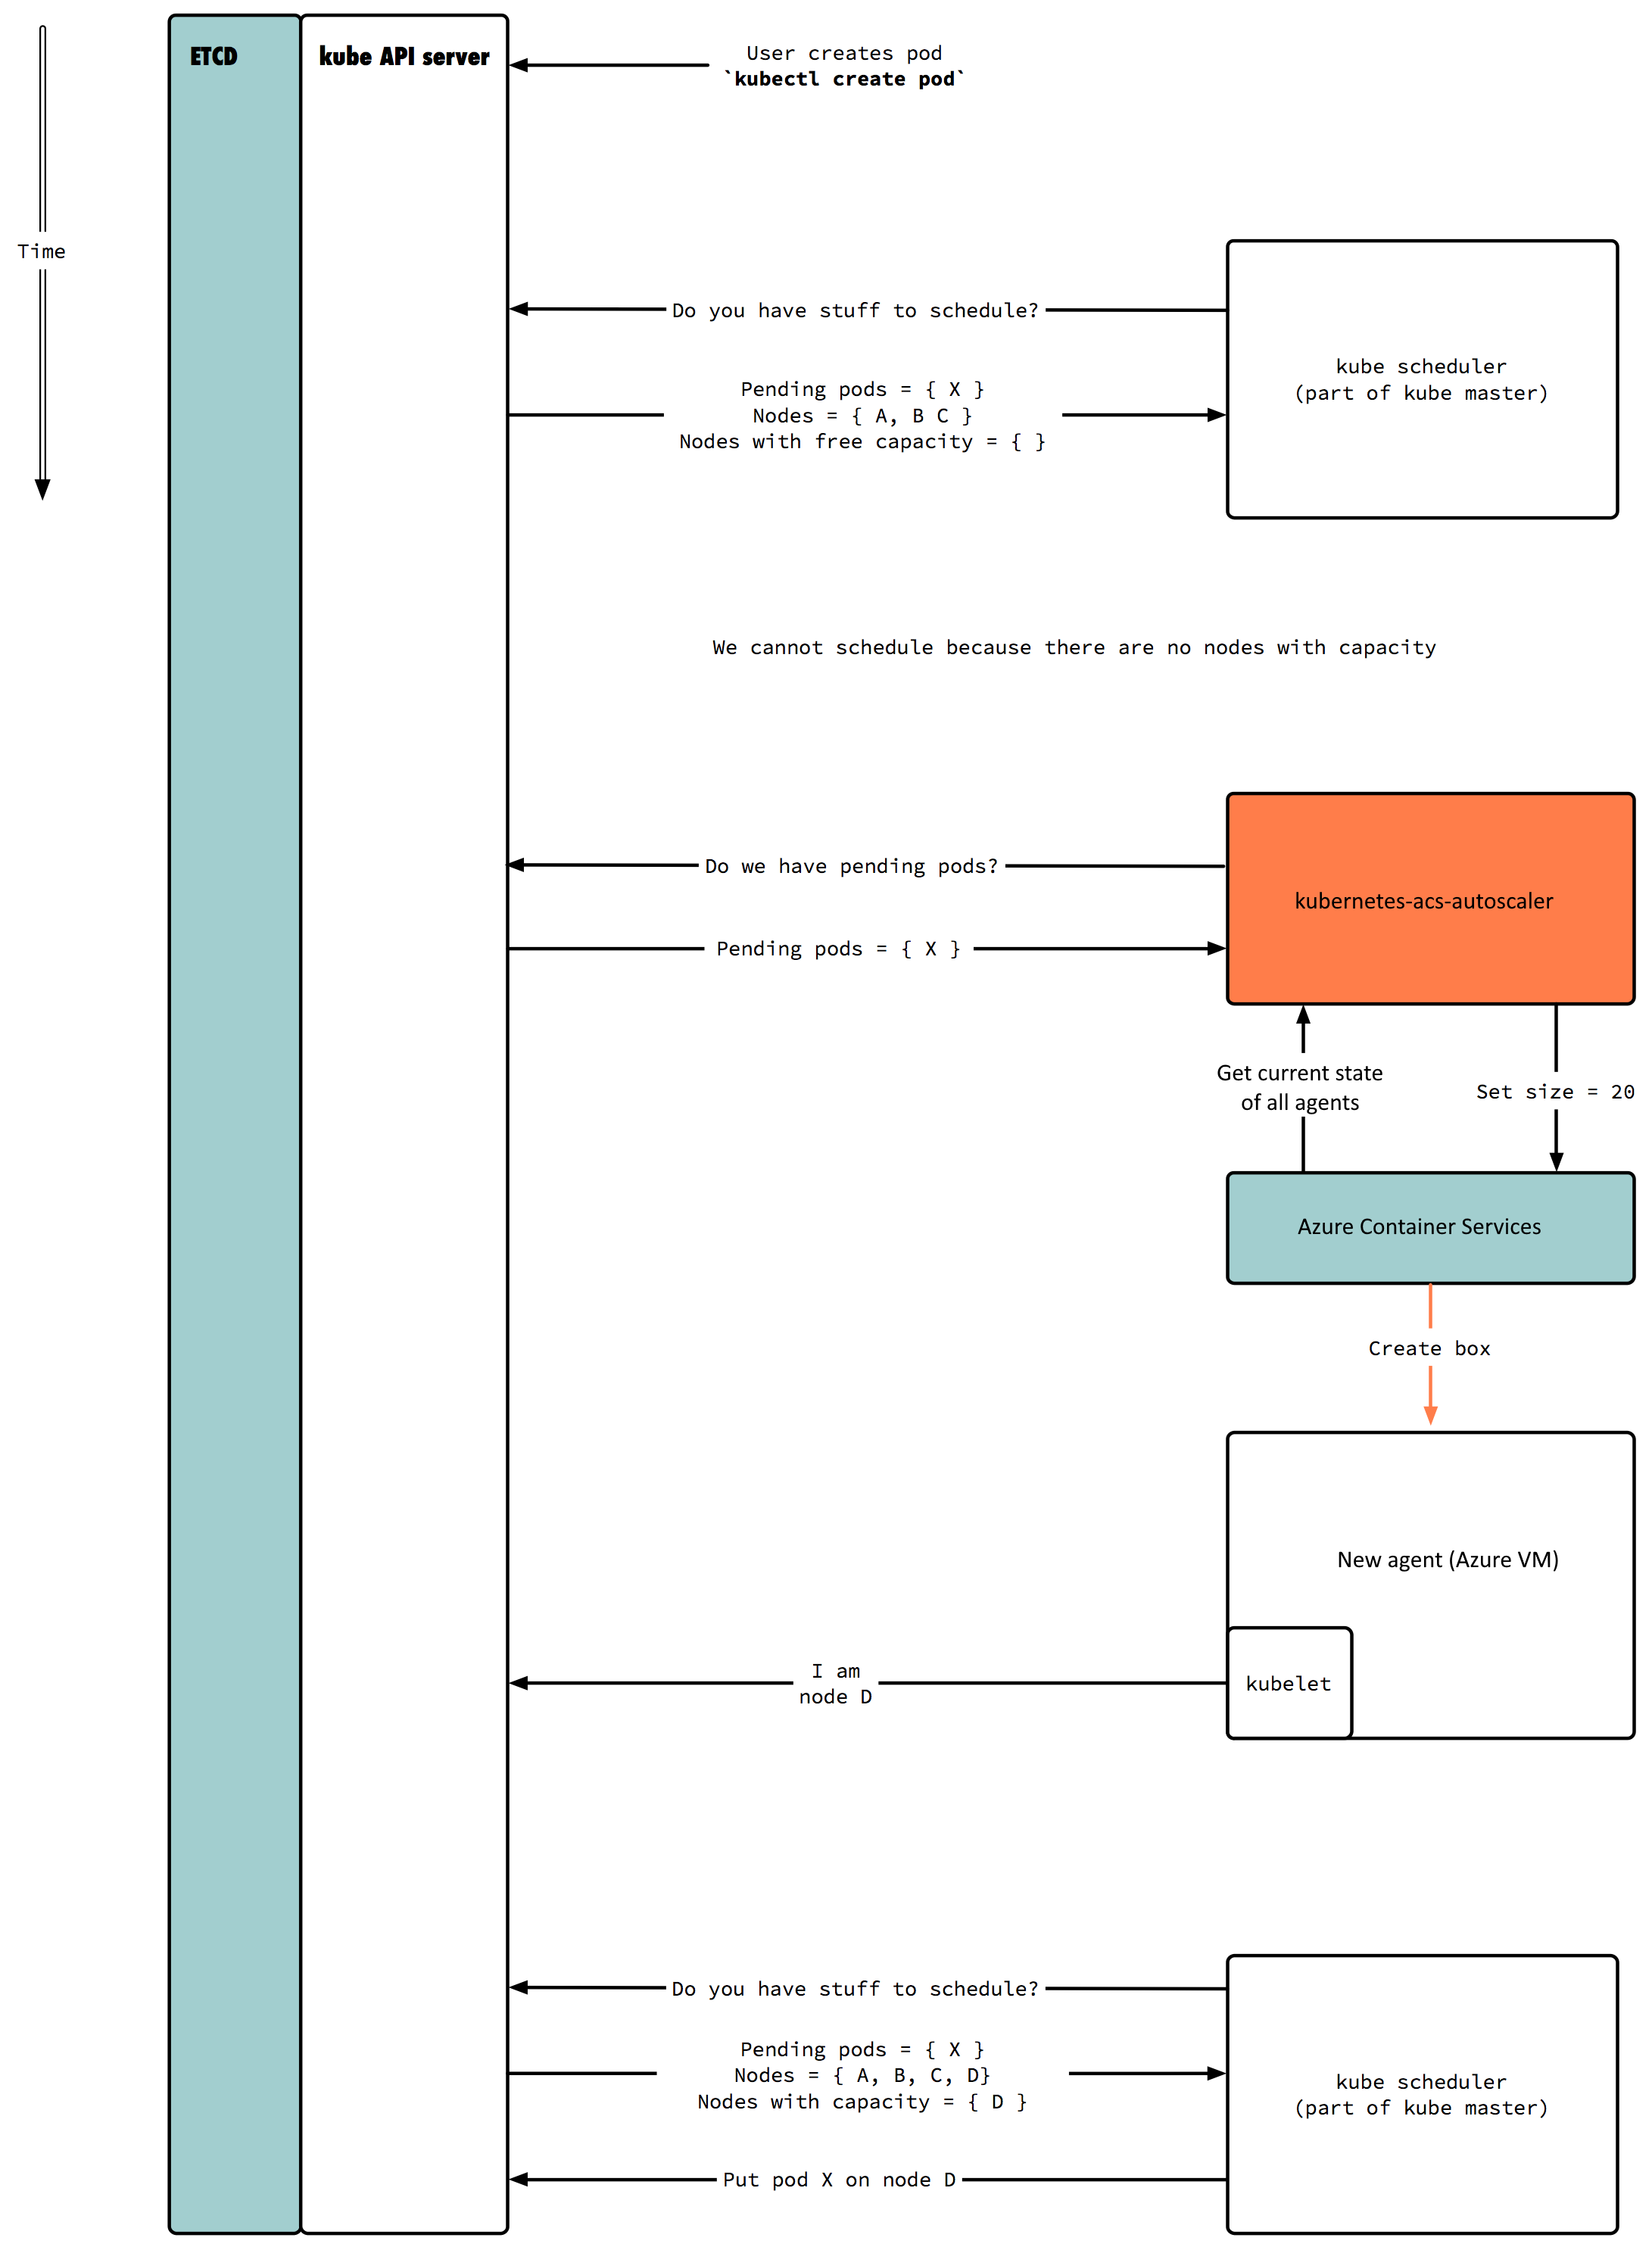 ETCD
kube API server
User creates pod
`kubectl create pod`
Time
Do you have stuff to schedule?
Pending pods = { X }
Nodes = { A, B C }
Nodes with free capacity = { }
kube scheduler
(part of kube master)
We cannot schedule because there are no nodes with capacity
Do we have pending pods?
kubernetes-acs-autoscaler
Pending pods = { X }
Get current state
of all agents
Set size = 20
Azure Container Services
Create box
New agent (Azure VM)
I am
node D
kubelet
Do you have stuff to schedule?
Pending pods = { X }
Nodes = { A, B, C, D}
Nodes with capacity = { D }
kube scheduler
(part of kube master)
Put pod X on node D